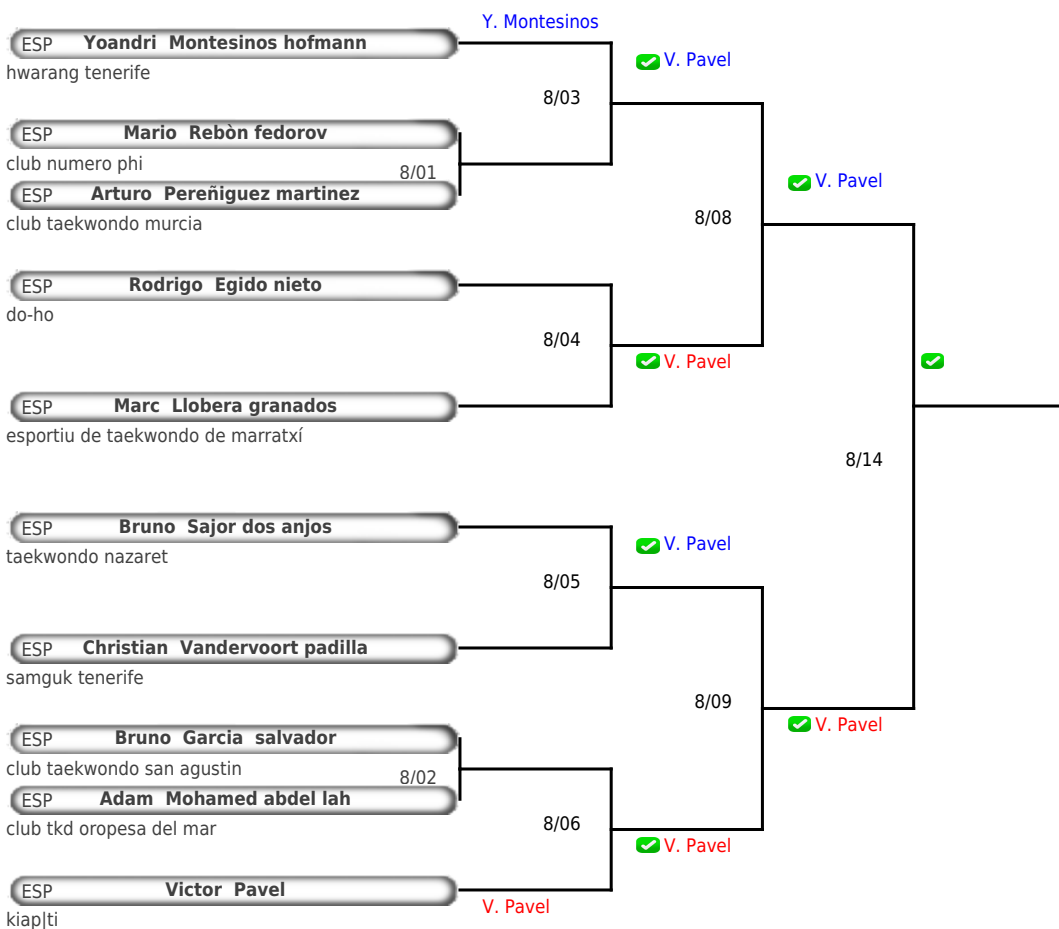 Y. Montesinos
ESP Yoandri Montesinos hofmann
hwarang tenerife
V. Pavel
8/03
ESP Mario Rebòn fedorov
club numero phi
8/01
ESP Arturo Pereñiguez martinez
club taekwondo murcia
V. Pavel
8/08
ESP Rodrigo Egido nieto
do-ho
8/04
V. Pavel
ESP Marc Llobera granados
esportiu de taekwondo de marratxí
8/14
ESP Bruno Sajor dos anjos
taekwondo nazaret
V. Pavel
8/05
ESP Christian Vandervoort padilla
samguk tenerife
8/09
V. Pavel
ESP Bruno Garcia salvador
club taekwondo san agustin
8/02
ESP Adam Mohamed abdel lah
club tkd oropesa del mar
8/06
V. Pavel
ESP Victor Pavel
V. Pavel
kiap|ti